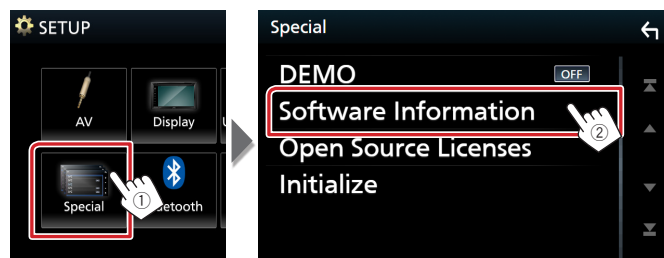 SETUP
AV
Display
Special
etooth
①
Special
DEMO
OFF
Software Information
②
Open Source Licenses
Initialize